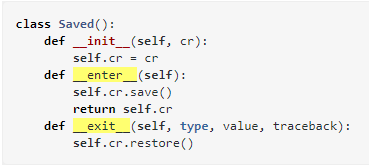 class Saved():
    def __init__(self, cr):
        self.cr = cr
    def __enter__(self):
        self.cr.save()
        return self.cr
    def __exit__(self, type, value, traceback):
        self.cr.restore()